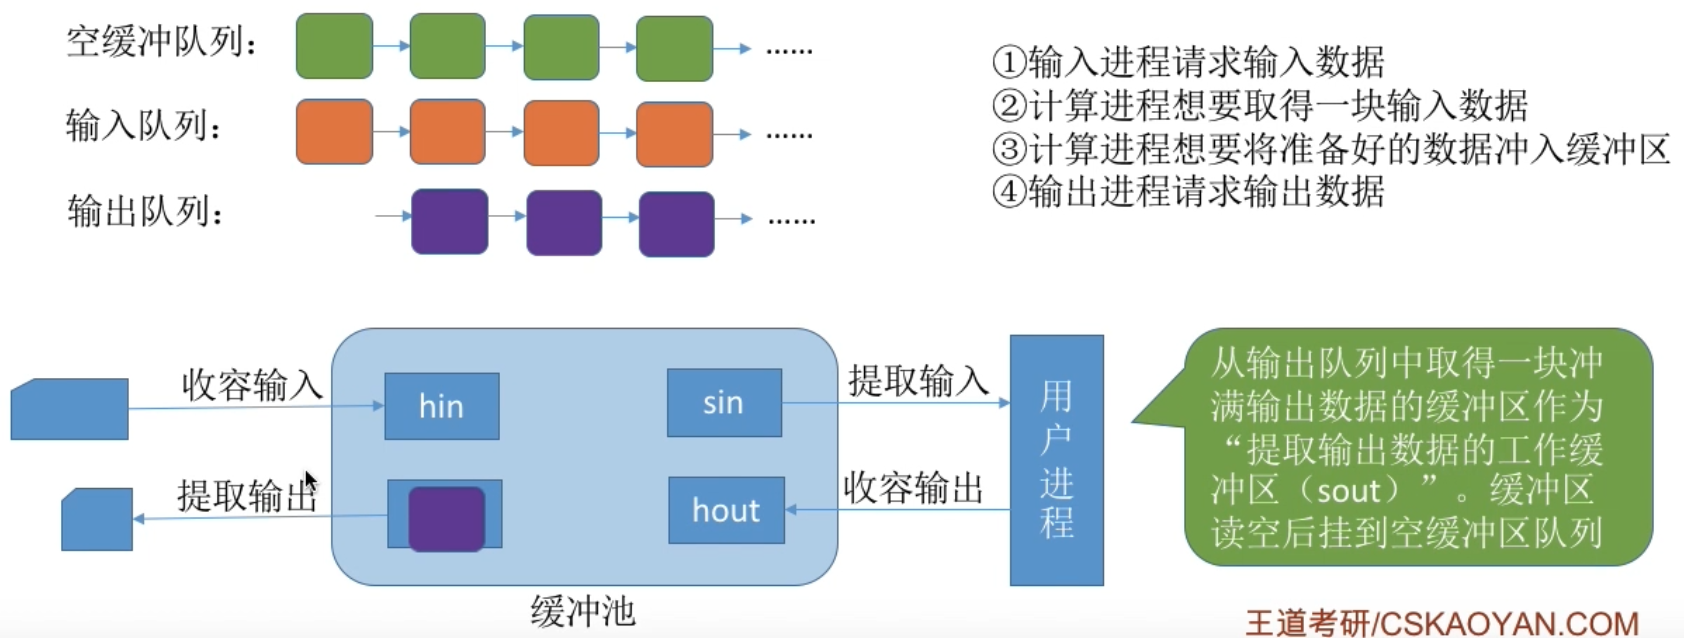 空缓冲队列：
......
输入队列：
......
输出队列：
......
①输入进程请求输入数据
②计算进程想要取得一块输入数据
③计算进程想要将准备好的数据冲入缓冲区
④输出进程请求输出数据
收容输入
hin
sin
提取输入
提取输出
hout
收容输出
用户进程
缓冲池
从输出队列中取得一块冲
满输出数据的缓冲区作为
“提取输出数据的工作缓
冲区（sout）”。缓冲区
读空后挂到空缓冲区队列
王道考研/CSKAOYAN.COM